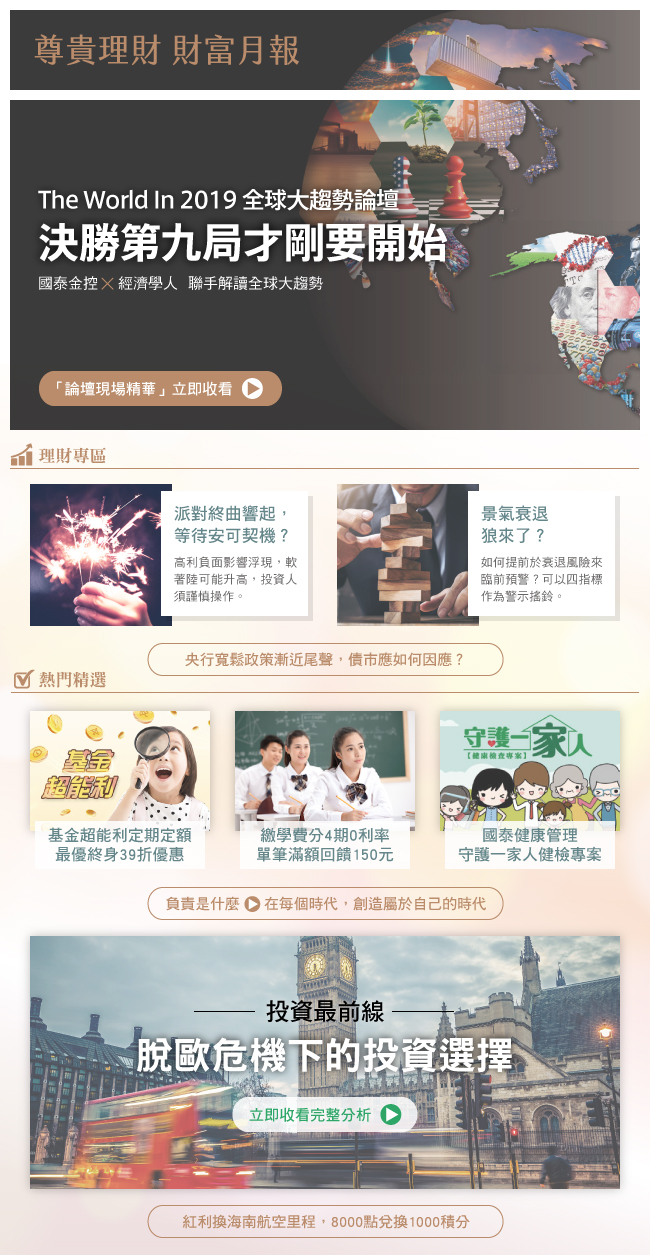 尊貴理財 財富月報
The World In 2019 全球大趨勢論壇
決勝第九局才剛要開始
國泰金控×經濟學人 聯手解讀全球大趨勢
「論壇現場精華」立即收看
理財專區
派對終曲響起，
等待安可契機？
高利負面影響浮現，軟
著陸可能升高，投資人
須謹慎操作。
景氣衰退
狼來了？
如何提前於衰退風險來
臨前預警？可以四指標
作為警示搖鈴。
央行寬鬆政策漸近尾聲，債市應如何因應？
熱門精選
基金
超能利
基金超能利定期定額
最優終身39折優惠
繳學費分4期0利率
單筆滿額回饋150元
守護一家人
【健康檢查專案】
國泰健康管理
守護一家人健檢專案
負責是什麼 在每個時代，創造屬於自己的時代
投資最前線
脫歐危機下的投資選擇
立即收看完整分析
紅利換海南航空里程，8000點兌換1000積分